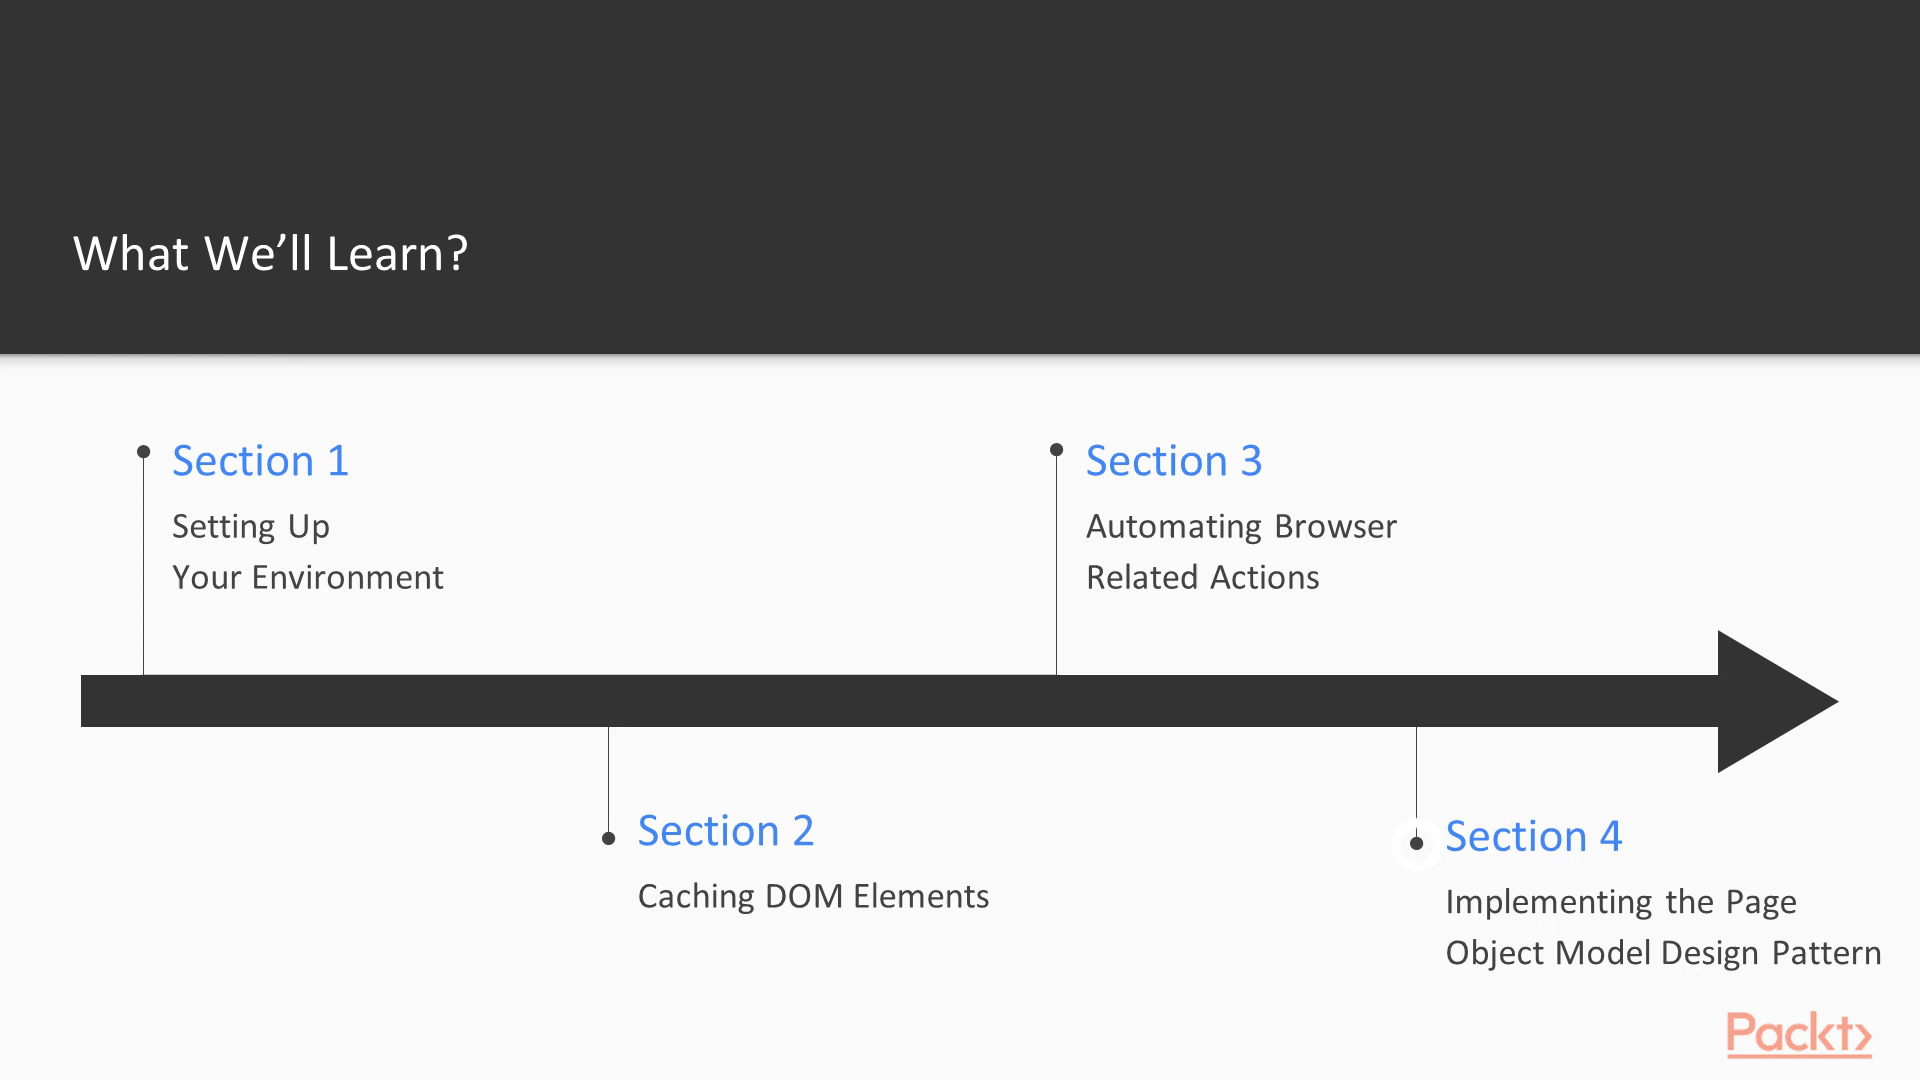 What We’ll Learn?
Section 1
Setting Up
Your Environment
Section 2
Caching DOM Elements
Section 3
Automating Browser
Related Actions
Section 4
Implementing the Page
Object Model Design Pattern
Packt>